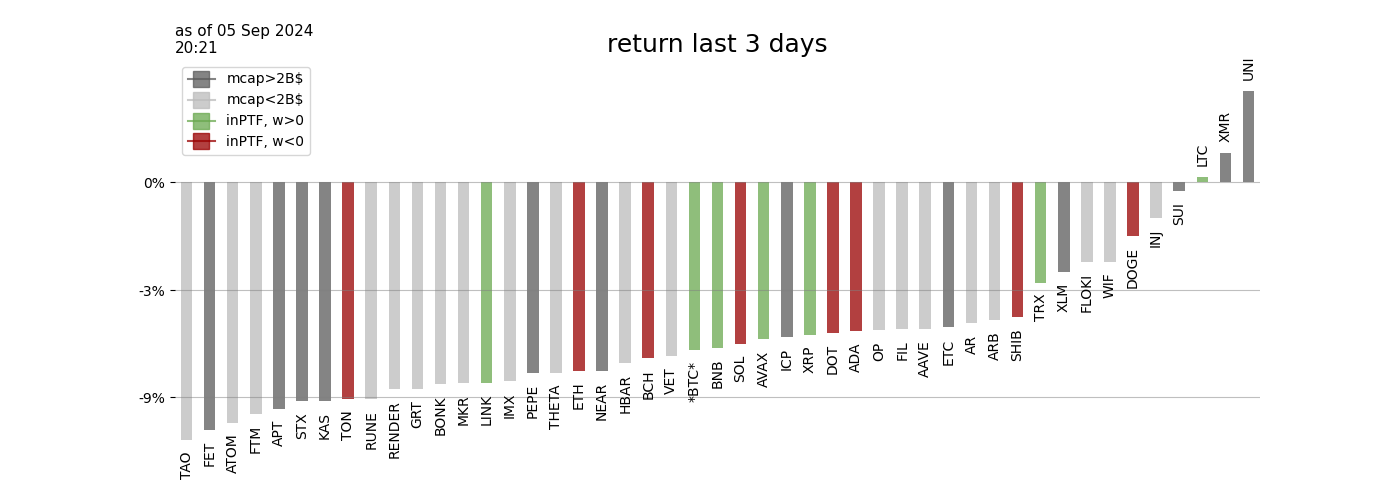 as of 05 Sep 2024
20:21
return last 3 days
mcap>2B$
mcap<2B$
inPTF, w>0
inPTF, w<0
0%
-3%
-9%
TAO
FET
ATOM
FTM
APT
STX
KAS
TON
RUNE
RENDER
GRT
BONK
MKR
LINK
IMX
PEPE
THETA
ETH
NEAR
HBAR
BCH
VET
*BTC*
BNB
SOL
AVAX
ICP
XRP
DOT
ADA
OP
FIL
AAVE
ETC
AR
ARB
SHIB
TRX
XLM
FLOKI
WIF
DOGE
INJ
SUI
LTC
XMR
UNI